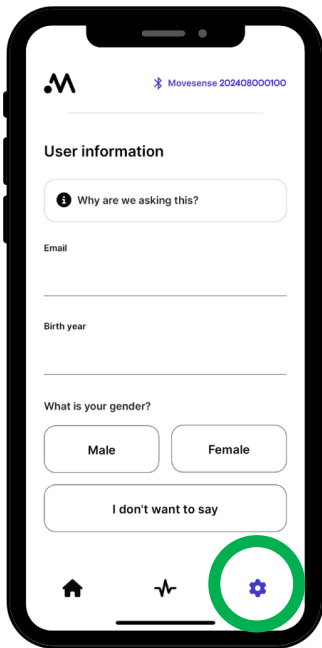 Movesense 202408000100
User information
Why are we asking this?
Email
Birth year
What is your gender?
Male
Female
I don't want to say